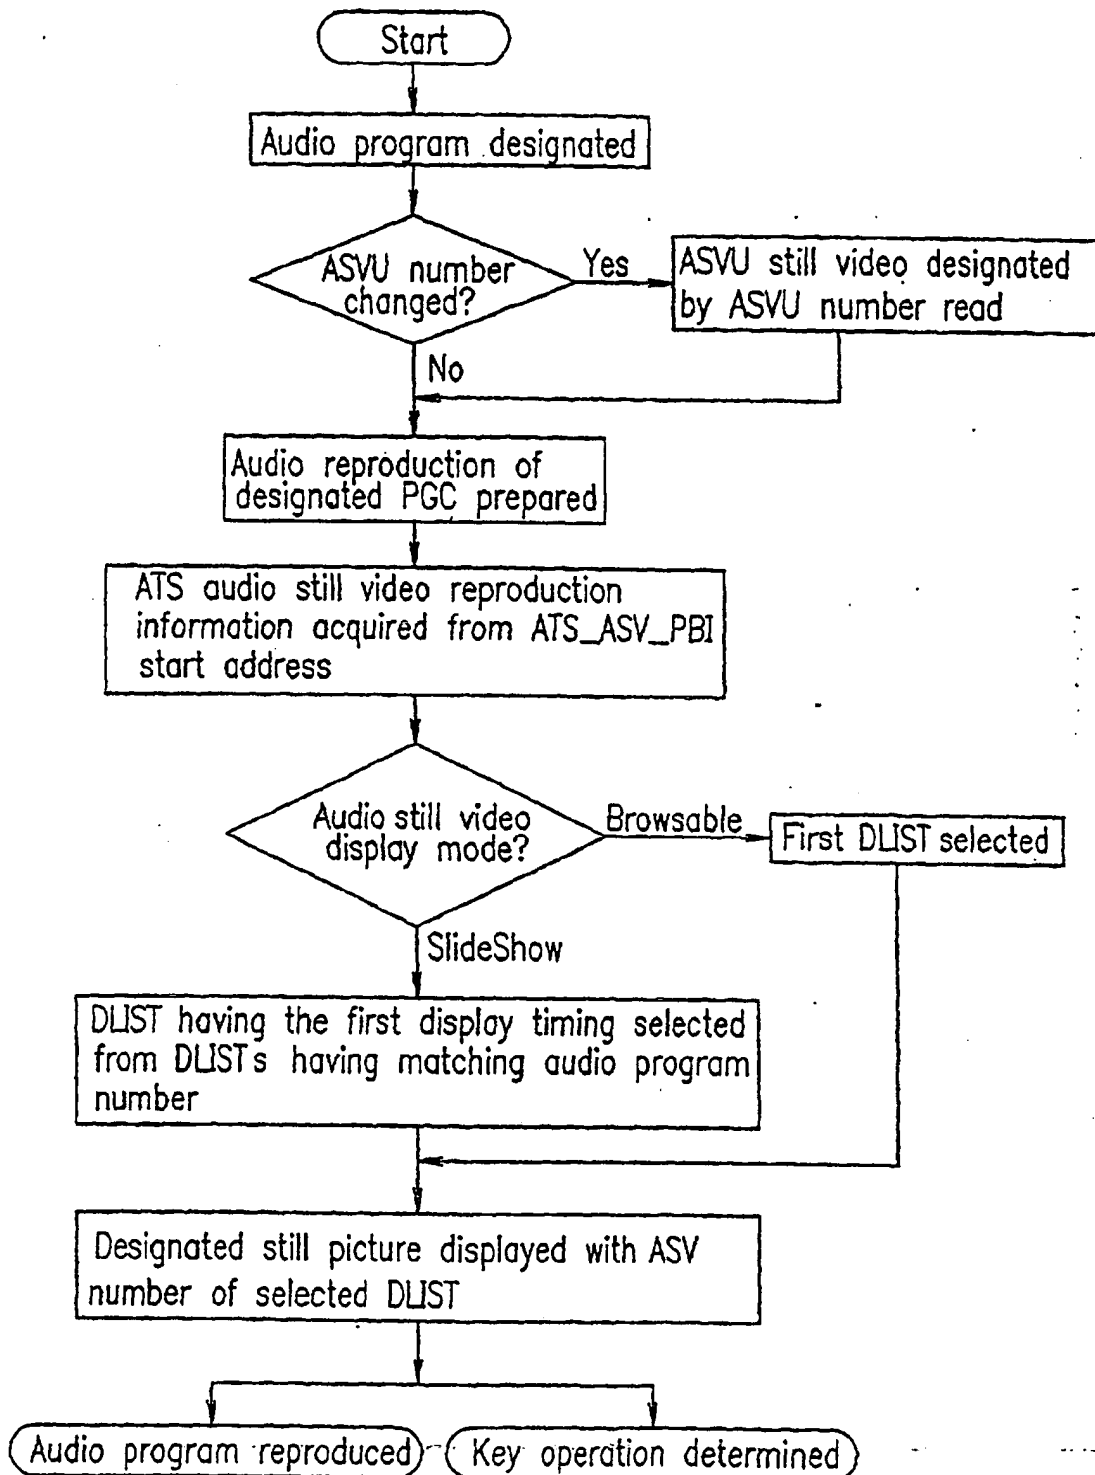 Start
Audio program designated
ASVU number
changed?
Yes
ASVU still video designated
by ASVU number read
No
Audio reproduction of
designated PGC prepared
ATS audio still video reproduction
information acquired from ATS_ASV_PBI
start address
Audio still video
display mode?
Browsable
First DLIST selected
SlideShow
DLIST having the first display timing selected
from DLISTs having matching audio program
number
Designated still picture displayed with ASV
number of selected DLIST
Audio program reproduced
Key operation determined